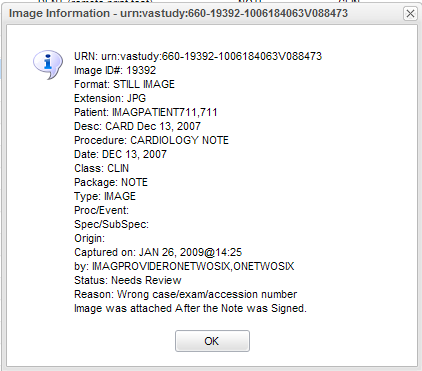 Image Information - urn:vastudy:660-19392-1006184063V088473
URN: urn:vastudy:660-19392-1006184063V088473
Image ID#: 19392
Format: STILL IMAGE
Extension: JPG
Patient: IMAGPATIENT711,711
Desc: CARD Dec 13, 2007
Procedure: CARDIOLOGY NOTE
Date: DEC 13, 2007
Class: CLIN
Package: NOTE
Type: IMAGE
Proc/Event:
Spec/SubSpec:
Origin:
Captured on: JAN 26, 2009@14:25
by: IMAGPROVIDERONETWOSIX,ONETWOSIX
Status: Needs Review
Reason: Wrong case/exam/accession number
Image was attached After the Note was Signed.
OK